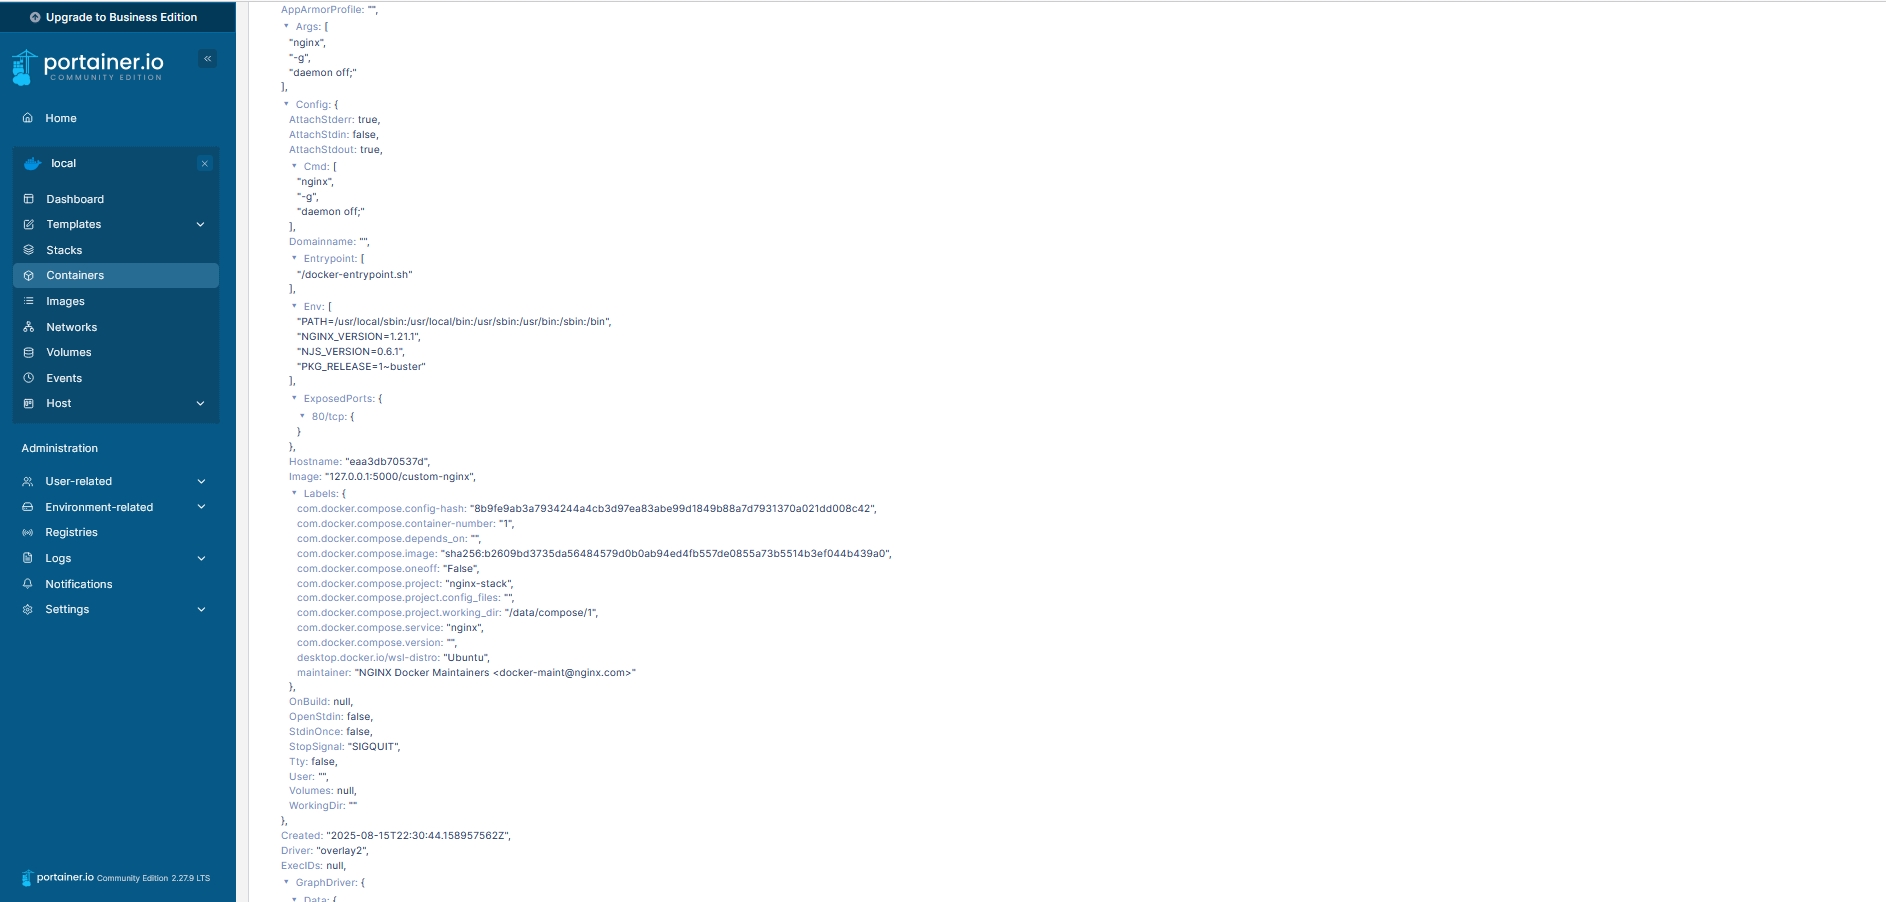 Upgrade to Business Edition
portainer.io
COMMUNITY EDITION
Home
local
Dashboard
Templates
Stacks
Containers
Images
Networks
Volumes
Events
Host
Administration
User-related
Environment-related
Registries
Logs
Notifications
Settings
portainer.io Community Edition 2.27.9 LTS
AppArmorProfile: "",
Args: [
"nginx",
"-g",
"daemon off;"
],
Config: {
AttachStderr: true,
AttachStdin: false,
AttachStdout: true,
Cmd: [
"nginx",
"-g",
"daemon off;"
],
Domainname: "",
Entrypoint: [
"/docker-entrypoint.sh"
],
Env: [
"PATH=/usr/local/sbin:/usr/local/bin:/usr/sbin:/usr/bin:/sbin:/bin",
"NGINX_VERSION=1.21.1",
"NJS_VERSION=0.6.1",
"PKG_RELEASE=1~buster"
],
ExposedPorts: {
80/tcp: {
}
},
Hostname: "eaa3db70537d",
Image: "127.0.0.1:5000/custom-nginx",
Labels: {
com.docker.compose.config-hash: "8b9fe9ab3a7934244a4cb3d97ea83abe99d1849b88a7d7931370a021dd008c42",
com.docker.compose.container-number: "1",
com.docker.compose.depends_on: "",
com.docker.compose.image: "sha256:b2609bd3735da56484579d0b0ab94ed4fb557de0855a73b5514b3ef044b439a0",
com.docker.compose.oneoff: "False",
com.docker.compose.project: "nginx-stack",
com.docker.compose.project.config_files: "",
com.docker.compose.project.working_dir: "/data/compose/1",
com.docker.compose.service: "nginx",
com.docker.compose.version: "",
desktop.docker.io/wsl-distro: "Ubuntu",
maintainer: "NGINX Docker Maintainers <docker-maint@nginx.com>"
},
OnBuild: null,
OpenStdin: false,
StdinOnce: false,
StopSignal: "SIGQUIT",
Tty: false,
User: "",
Volumes: null,
WorkingDir: ""
},
Created: "2025-08-15T22:30:44.158957562Z",
Driver: "overlay2",
ExecIDs: null,
GraphDriver: {
Data: {